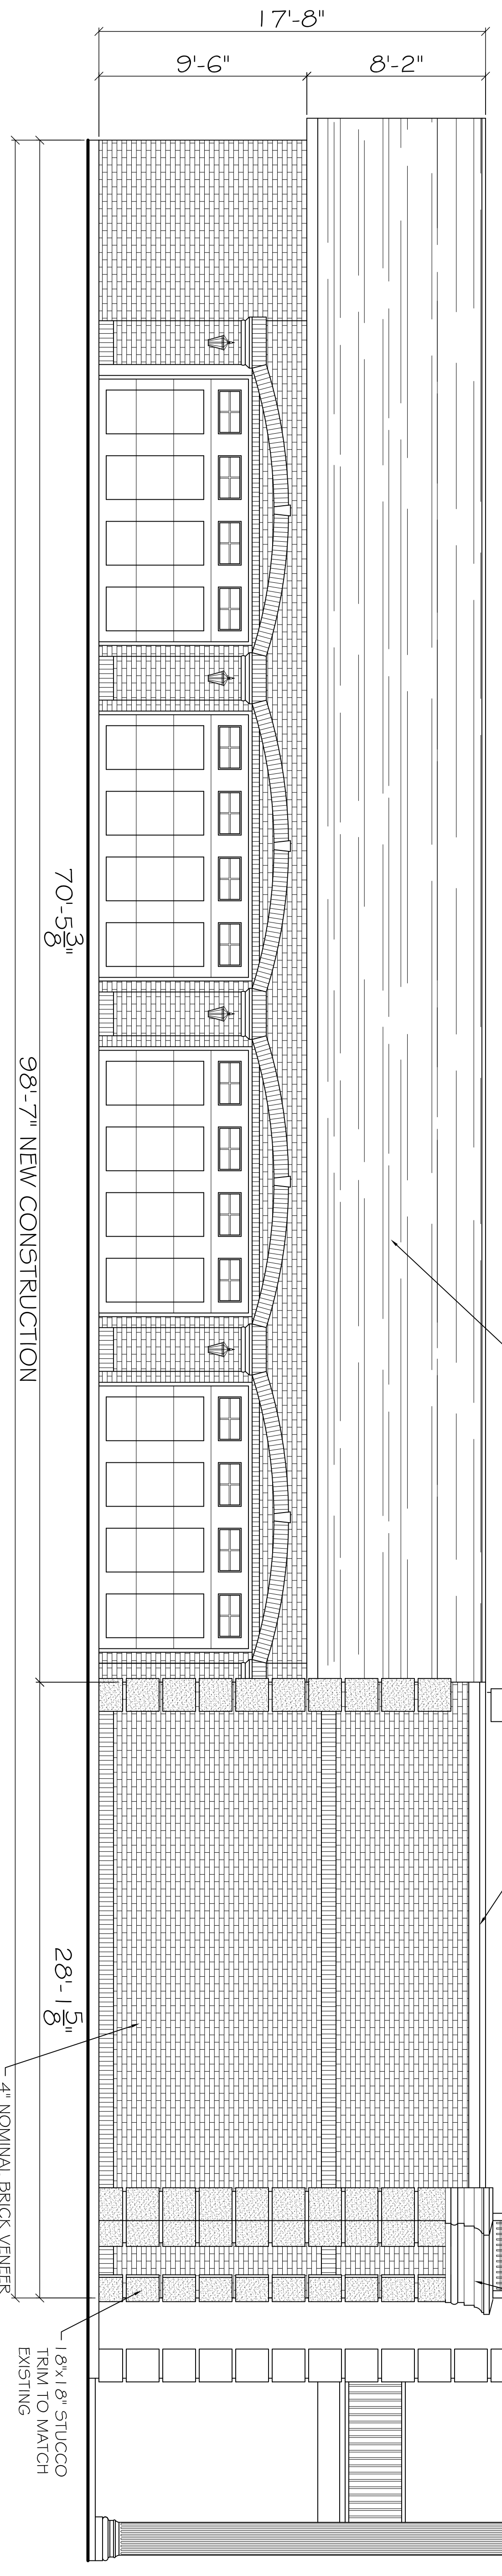 17'-8"
9'-6"
8'-2"
70'-5 3/8"
98'-7" NEW CONSTRUCTION
28'-1 5/8"
4" NOMINAL BRICK VENEER
18"x18" STUCCO
TRIM TO MATCH
EXISTING